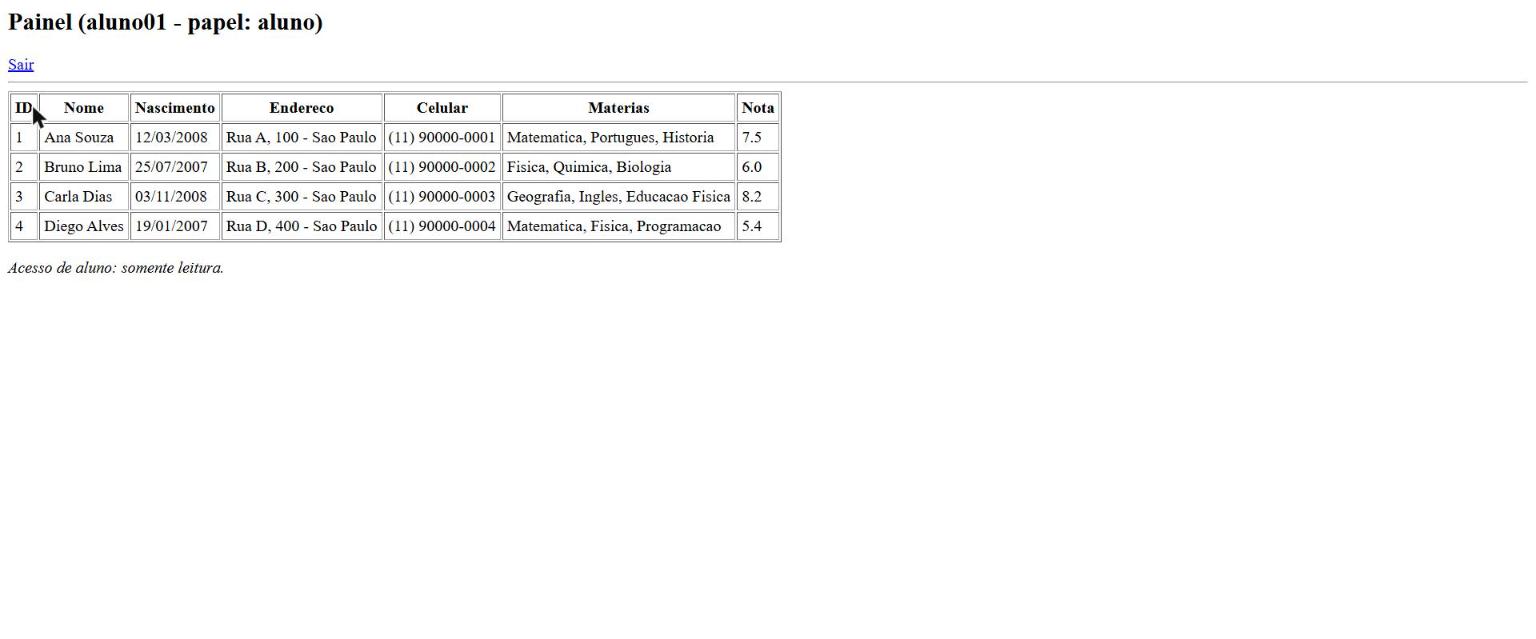 Painel (aluno01 - papel: aluno)
Sair
ID Nome Nascimento Endereco Celular Materias Nota
1 Ana Souza 12/03/2008 Rua A, 100 - Sao Paulo (11) 90000-0001 Matematica, Portugues, Historia 7.5
2 Bruno Lima 25/07/2007 Rua B, 200 - Sao Paulo (11) 90000-0002 Fisica, Quimica, Biologia 6.0
3 Carla Dias 03/11/2008 Rua C, 300 - Sao Paulo (11) 90000-0003 Geografia, Ingles, Educacao Fisica 8.2
4 Diego Alves 19/01/2007 Rua D, 400 - Sao Paulo (11) 90000-0004 Matematica, Fisica, Programacao 5.4
Acesso de aluno: somente leitura.